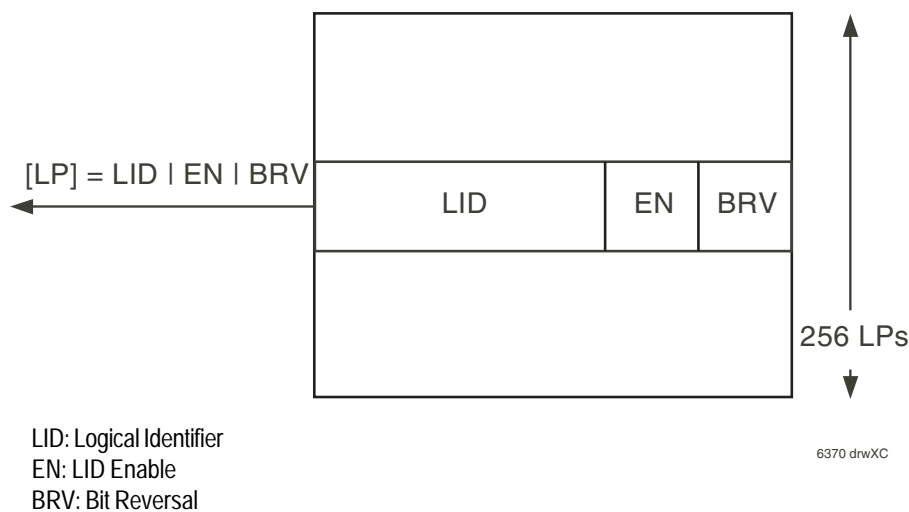 [LP] = LID | EN | BRV
LID
EN
BRV
256 LPs
LID: Logical Identifier
EN: LID Enable
BRV: Bit Reversal
6370 drwXC